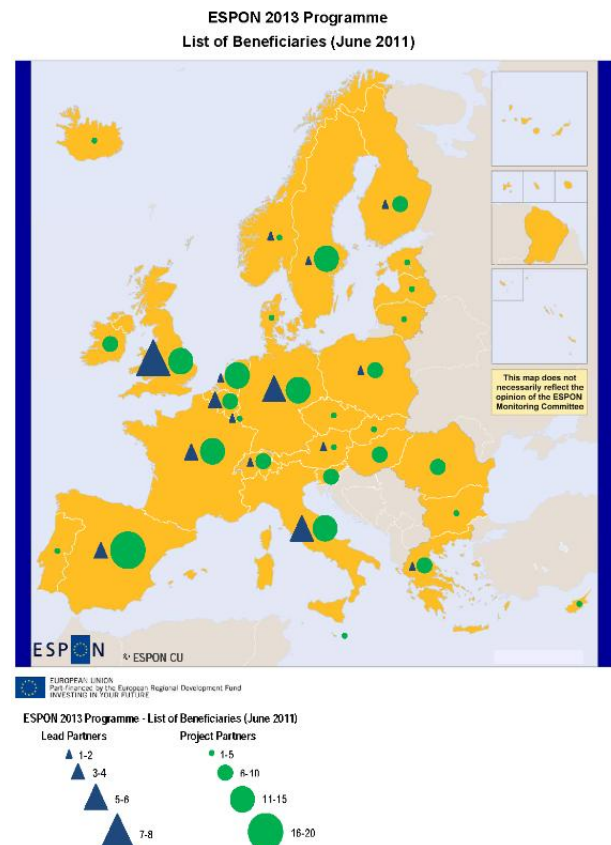 ESPON 2013 Programme
List of Beneficiaries (June 2011)
This map does not
necessarily reflect the
opinion of the ESPON
Monitoring Committee
ESPON
© ESPON CU
EUROPEAN UNION
Part-financed by the European Regional Development Fund
INVESTING IN YOUR FUTURE
ESPON 2013 Programme - List of Beneficiaries (June 2011)
Lead Partners
1-2
3-4
5-6
7-8
Project Partners
1-5
6-10
11-15
16-20